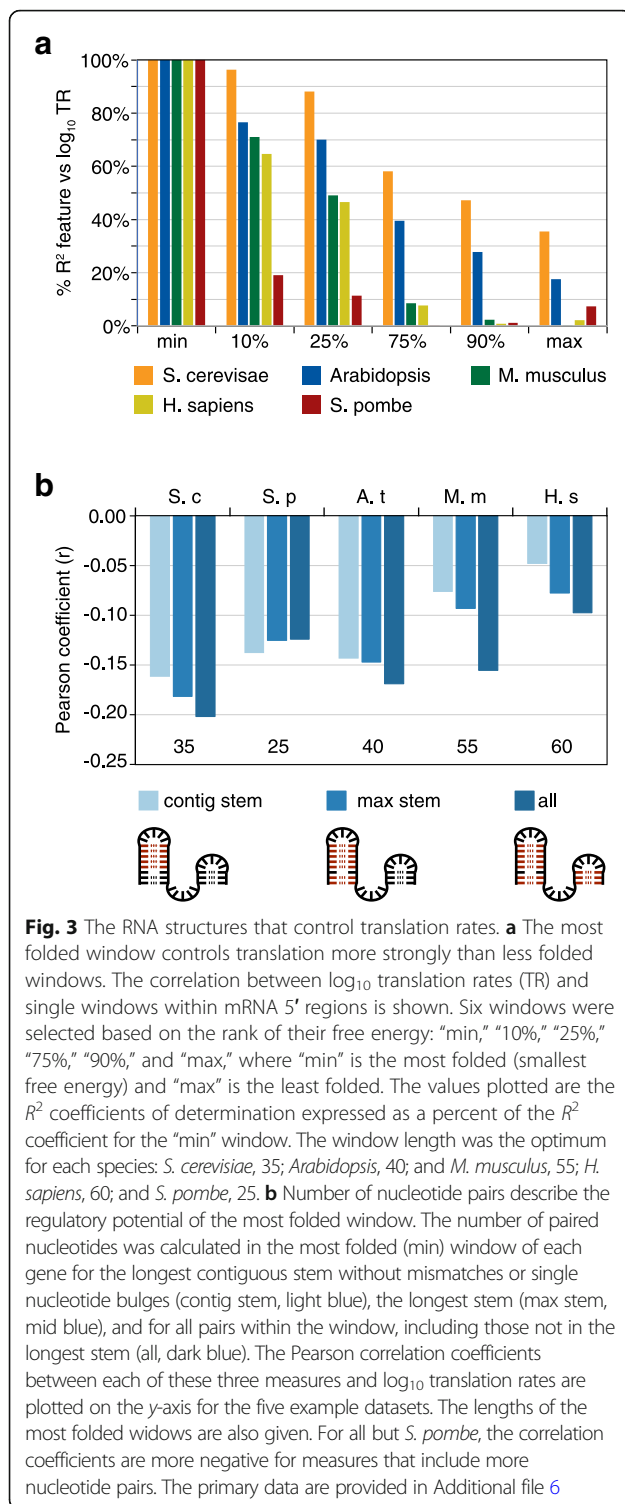 a
100%
80%
60%
40%
20%
0%
% R² feature vs log₁₀ TR
min 10% 25% 75% 90% max
S. cerevisae Arabidopsis M. musculus
H. sapiens S. pombe
b
S. c S. p A. t M. m H. s
0.00
-0.05
-0.10
-0.15
-0.20
-0.25
Pearson coefficient (r)
35 25 40 55 60
contig stem max stem all
Fig. 3 The RNA structures that control translation rates. a The most
folded window controls translation more strongly than less folded
windows. The correlation between log₁₀ translation rates (TR) and
single windows within mRNA 5′ regions is shown. Six windows were
selected based on the rank of their free energy: “min,” “10%,” “25%,”
“75%,” “90%,” and “max,” where “min” is the most folded (smallest
free energy) and “max” is the least folded. The values plotted are the
R² coefficients of determination expressed as a percent of the R²
coefficient for the “min” window. The window length was the optimum
for each species: S. cerevisiae, 35; Arabidopsis, 40; and M. musculus, 55; H.
sapiens, 60; and S. pombe, 25. b Number of nucleotide pairs describe the
regulatory potential of the most folded window. The number of paired
nucleotides was calculated in the most folded (min) window of each
gene for the longest contiguous stem without mismatches or single
nucleotide bulges (contig stem, light blue), the longest stem (max stem,
mid blue), and for all pairs within the window, including those not in the
longest stem (all, dark blue). The Pearson correlation coefficients
between each of these three measures and log₁₀ translation rates are
plotted on the y-axis for the five example datasets. The lengths of the
most folded widows are also given. For all but S. pombe, the correlation
coefficients are more negative for measures that include more
nucleotide pairs. The primary data are provided in Additional file 6